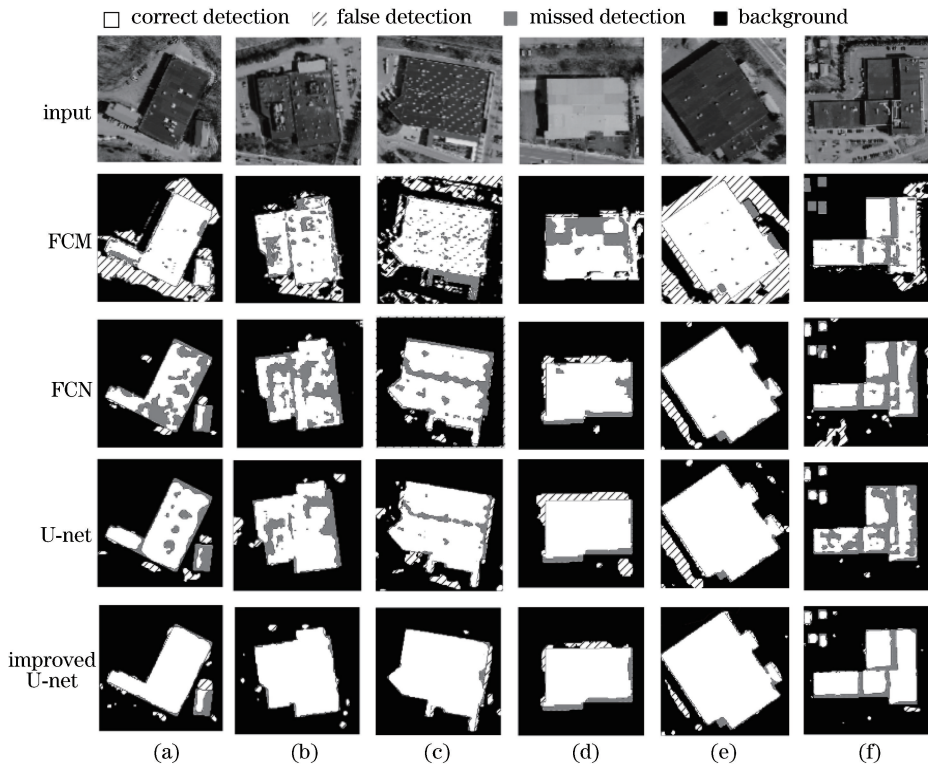 correct detection false detection missed detection background
input
FCM
FCN
U-net
improved
U-net
(a) (b) (c) (d) (e) (f)